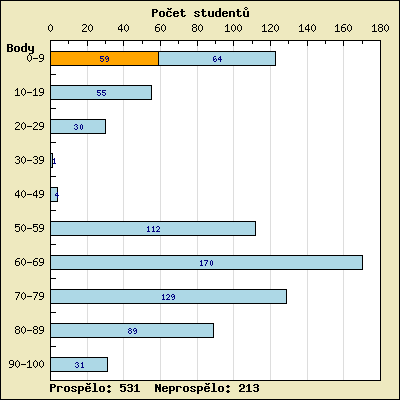 Počet studentů
0 20 40 60 80 100 120 140 160 180
Body
0-9 59 64
10-19 55
20-29 30
30-39 1
40-49 4
50-59 112
60-69 170
70-79 129
80-89 89
90-100 31
Prospělo: 531 Neprospělo: 213